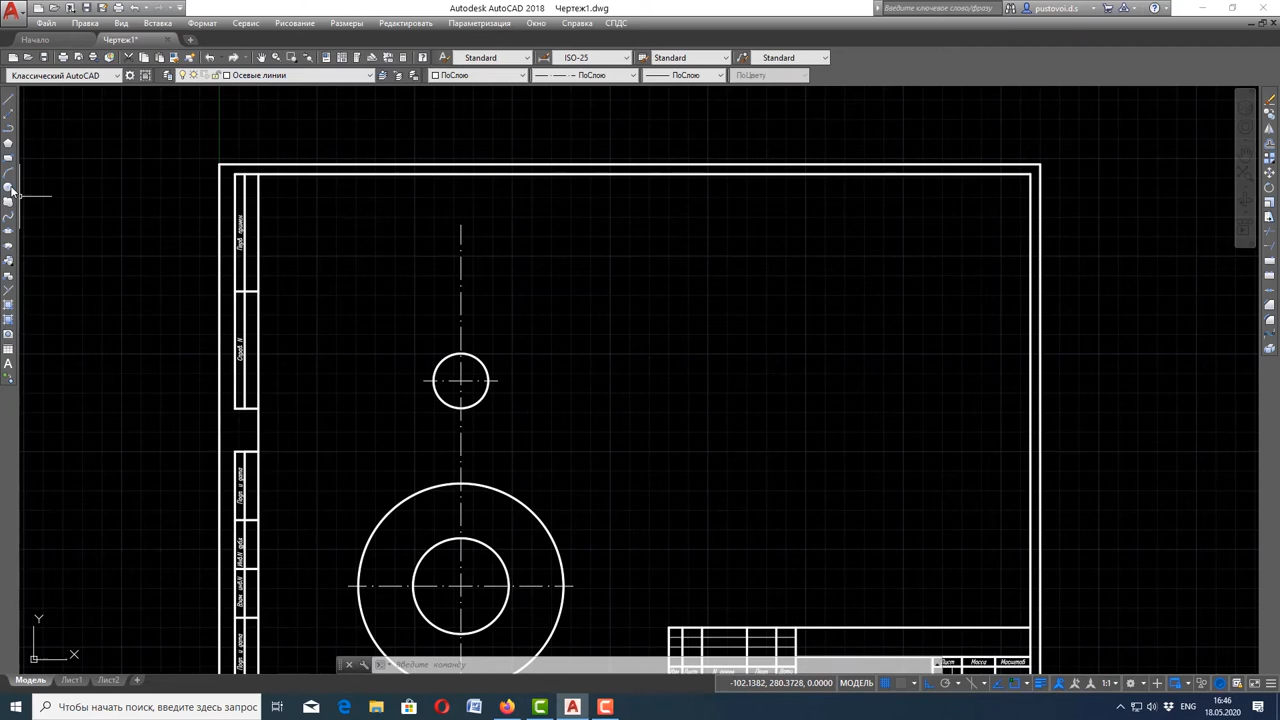 Autodesk AutoCAD 2018 Чертеж1.dwg
Введите ключевое слово/фразу
pustovoi.d.s
Файл Правка Вид Вставка Формат Сервис Рисование Размеры Редактировать Параметризация Окно Справка СПДС
Начало Чертеж1*
Standard ISO-25 Standard Standard
Классический AutoCAD Осевые линии ПоСлою ПоСлою ПоСлою ПоЦвету
Перв. примен.
Справ. N
Подп. и дата
Инв.N дубл.
Взам. инв.N
Подп. и дата
Y
X
Введите команду
Лист Масса Масштаб
Модель Лист1 Лист2 +
-102.1382, 280.3728, 0.0000 МОДЕЛЬ 1:1
Чтобы начать поиск, введите здесь запрос
РУС
16:46
18.05.2020